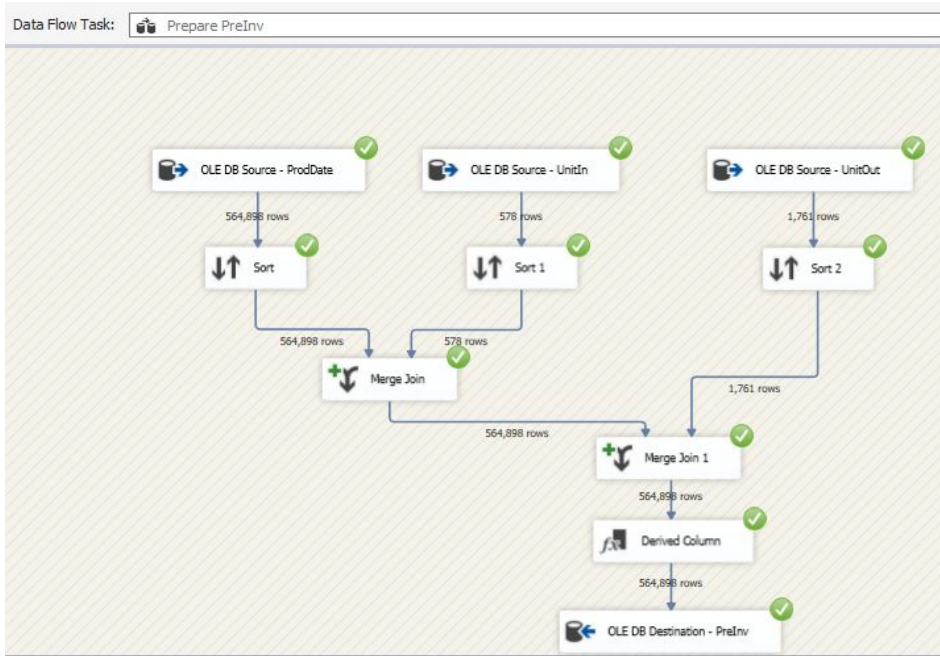 Data Flow Task: Prepare PreInv
OLE DB Source - ProdDate
OLE DB Source - UnitIn
OLE DB Source - UnitOut
564,898 rows
578 rows
1,761 rows
Sort
Sort 1
Sort 2
564,898 rows
578 rows
Merge Join
1,761 rows
564,898 rows
Merge Join 1
564,898 rows
Derived Column
564,898 rows
OLE DB Destination - PreInv